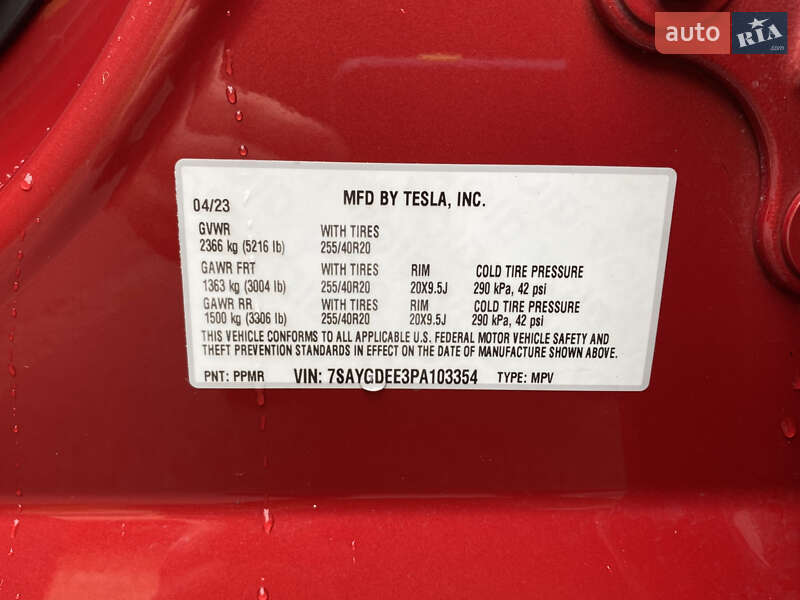 auto RIA .com
04/23 MFD BY TESLA, INC.
GVWR WITH TIRES
2366 kg (5216 lb) 255/40R20
GAWR FRT WITH TIRES RIM COLD TIRE PRESSURE
1363 kg (3004 lb) 255/40R20 20X9.5J 290 kPa, 42 psi
GAWR RR WITH TIRES RIM COLD TIRE PRESSURE
1500 kg (3306 lb) 255/40R20 20X9.5J 290 kPa, 42 psi
THIS VEHICLE CONFORMS TO ALL APPLICABLE U.S. FEDERAL MOTOR VEHICLE SAFETY AND
THEFT PREVENTION STANDARDS IN EFFECT ON THE DATE OF MANUFACTURE SHOWN ABOVE.
PNT: PPMR VIN: 7SAYGDEE3PA103354 TYPE: MPV